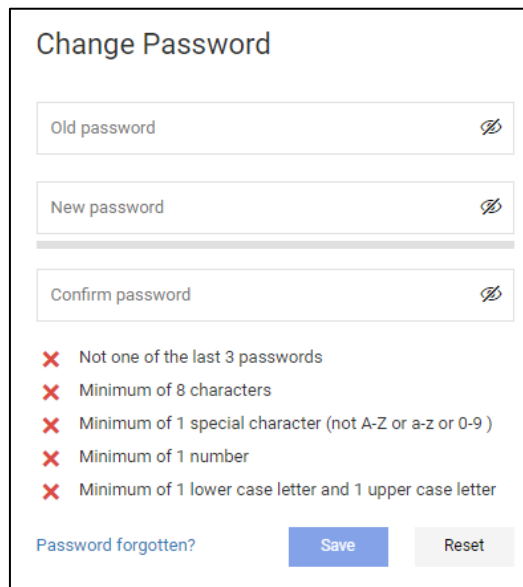 Change Password
Old password
New password
Confirm password
Not one of the last 3 passwords
Minimum of 8 characters
Minimum of 1 special character (not A-Z or a-z or 0-9 )
Minimum of 1 number
Minimum of 1 lower case letter and 1 upper case letter
Password forgotten? Save Reset